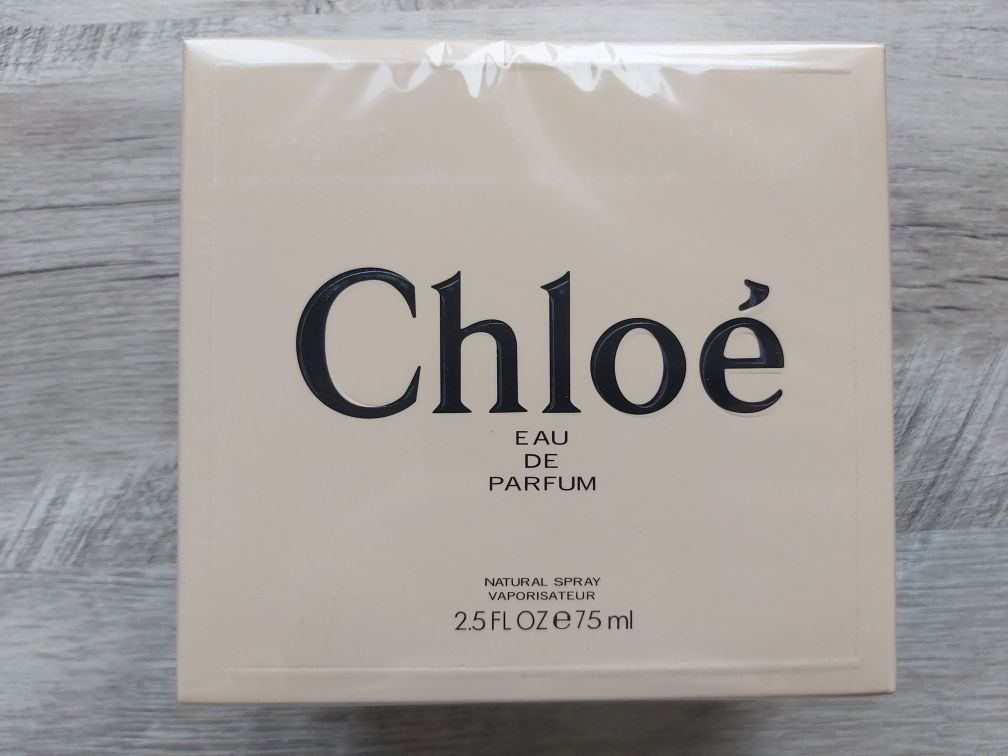 Chloé
EAU
DE
PARFUM
NATURAL SPRAY
VAPORISATEUR
2.5 FL OZ e 75 ml